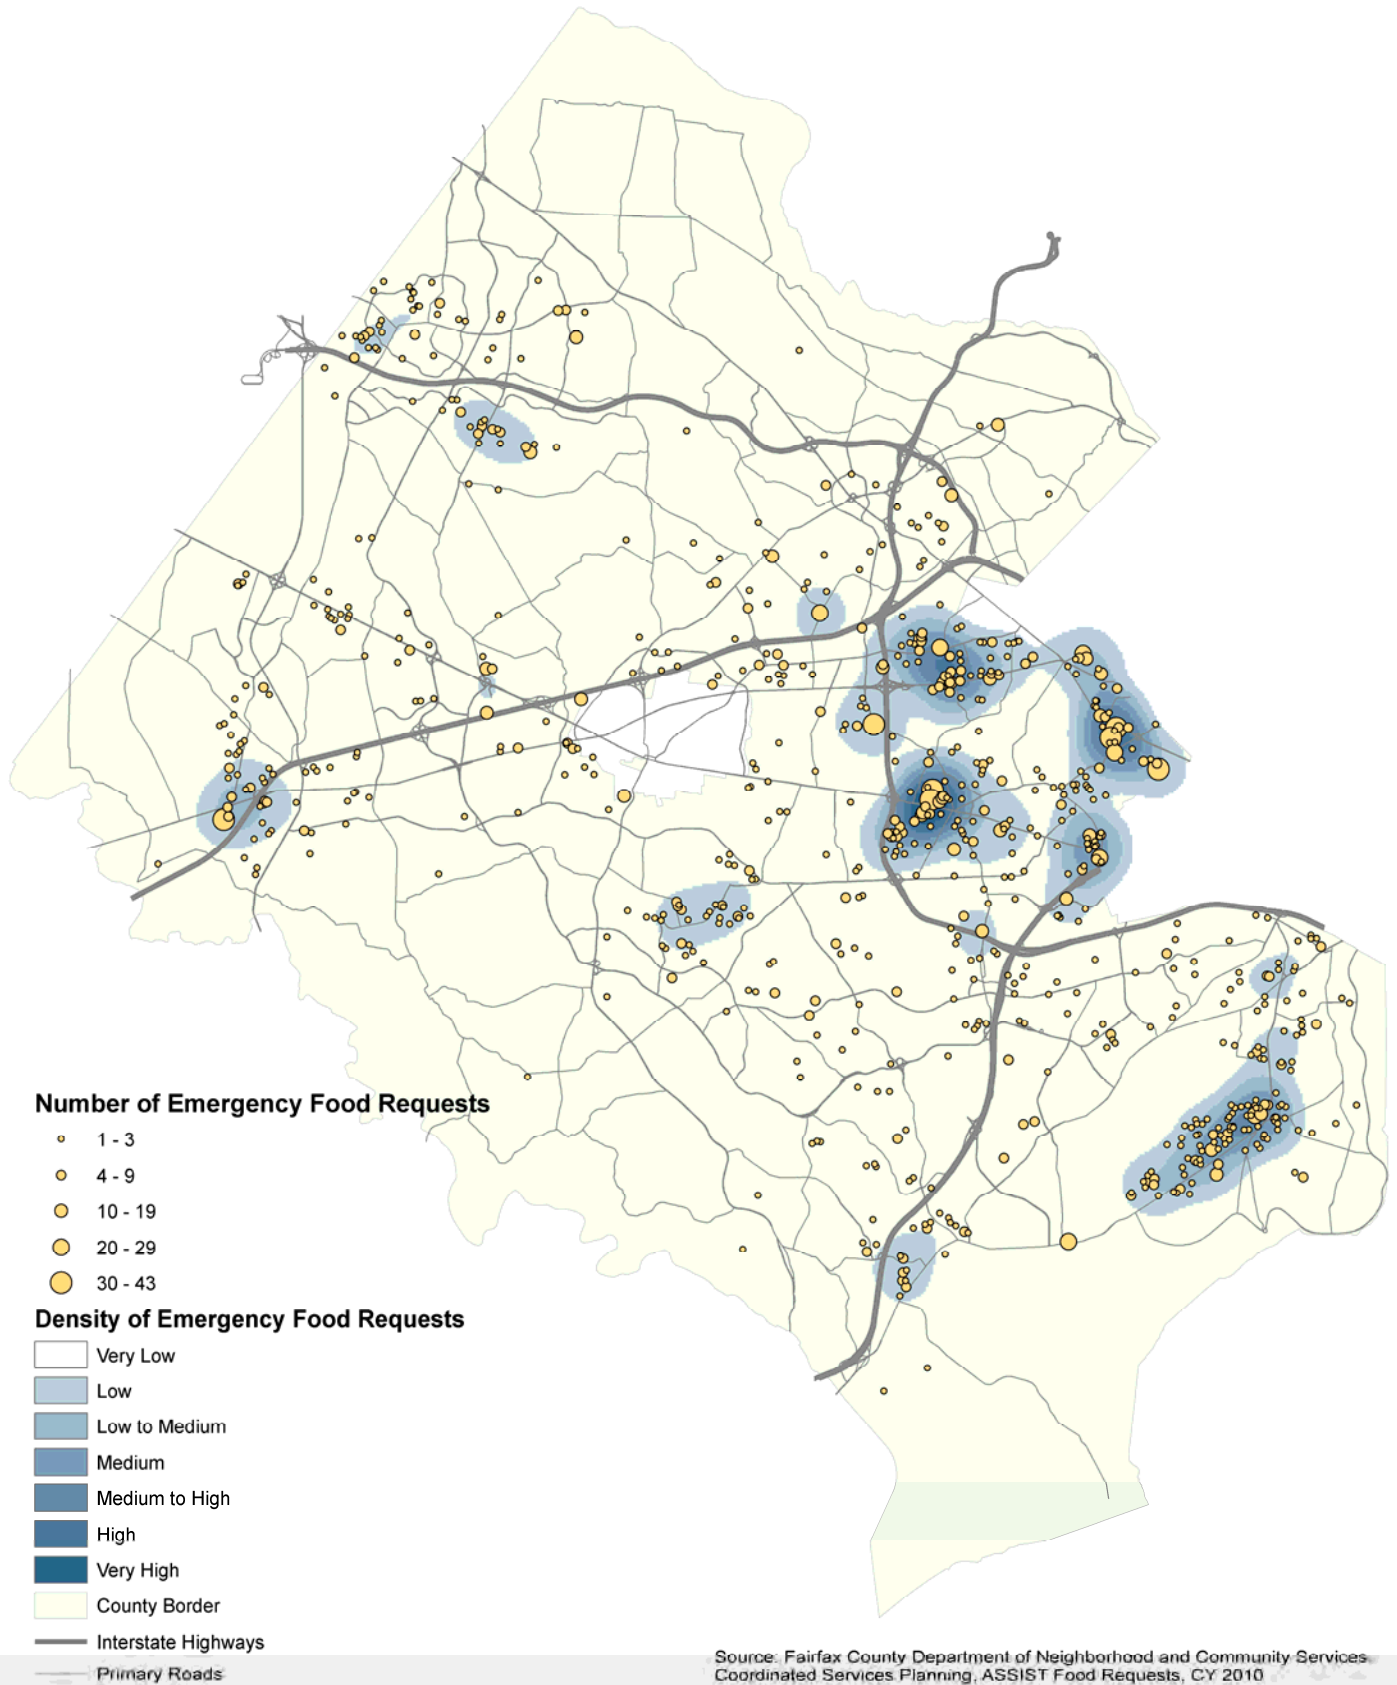 Number of Emergency Food Requests
1 - 3
4 - 9
10 - 19
20 - 29
30 - 43
Density of Emergency Food Requests
Very Low
Low
Low to Medium
Medium
Medium to High
High
Very High
County Border
Interstate Highways
Primary Roads
Source: Fairfax County Department of Neighborhood and Community Services
Coordinated Services Planning, ASSIST Food Requests, CY 2010